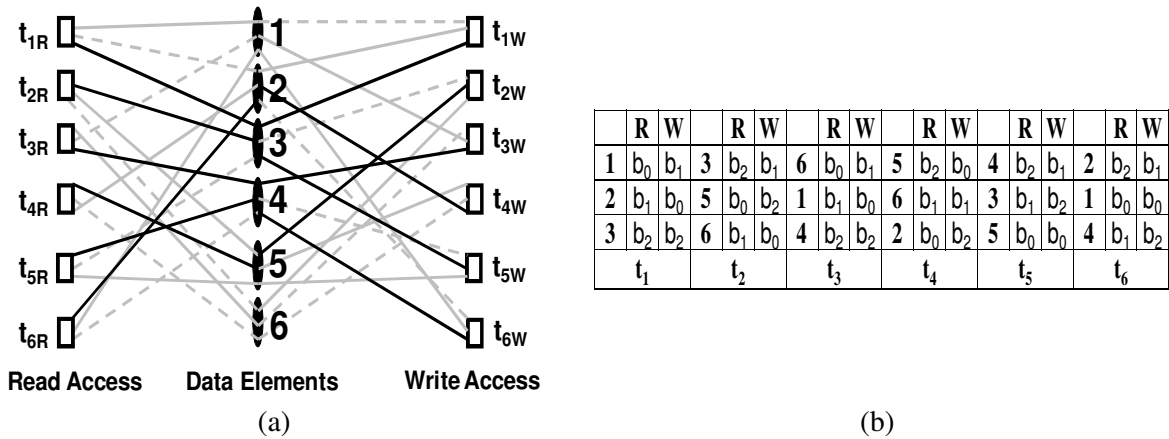 t1R 1 t1W
t2R 2 t2W
t3R 3 t3W
t4R 4 t4W
t5R 5 t5W
t6R 6 t6W
Read Access Data Elements Write Access
(a)
R W R W R W R W R W R W
1 b0 b1 3 b2 b1 6 b0 b1 5 b2 b0 4 b2 b1 2 b2 b1
2 b1 b0 5 b0 b2 1 b1 b0 6 b1 b1 3 b1 b2 1 b0 b0
3 b2 b2 6 b1 b0 4 b2 b2 2 b0 b2 5 b0 b0 4 b1 b2
t1 t2 t3 t4 t5 t6
(b)